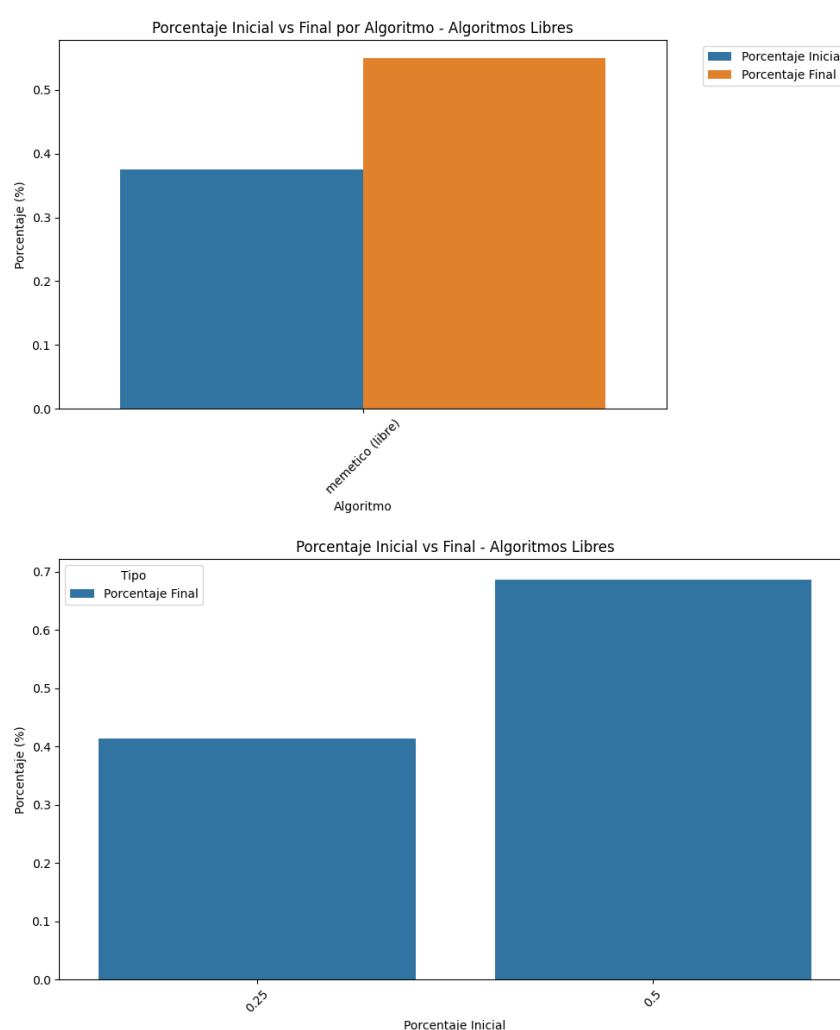 Porcentaje Inicial vs Final por Algoritmo - Algoritmos Libres
Porcentaje Inicial
Porcentaje Final
Porcentaje (%)
0.5
0.4
0.3
0.2
0.1
0.0
memetico (libre)
Algoritmo
Porcentaje Inicial vs Final - Algoritmos Libres
Tipo
Porcentaje Final
Porcentaje (%)
0.7
0.6
0.5
0.4
0.3
0.2
0.1
0.0
0.25
0.5
Porcentaje Inicial